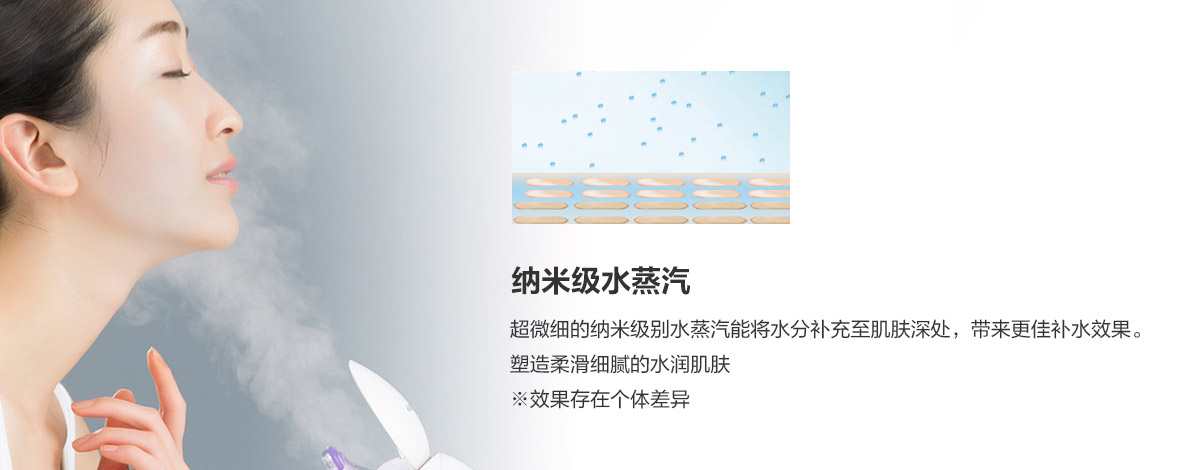 纳米级水蒸汽
超微细的纳米级别水蒸汽能将水分补充至肌肤深处，带来更佳补水效果。
塑造柔滑细腻的水润肌肤
※效果存在个体差异